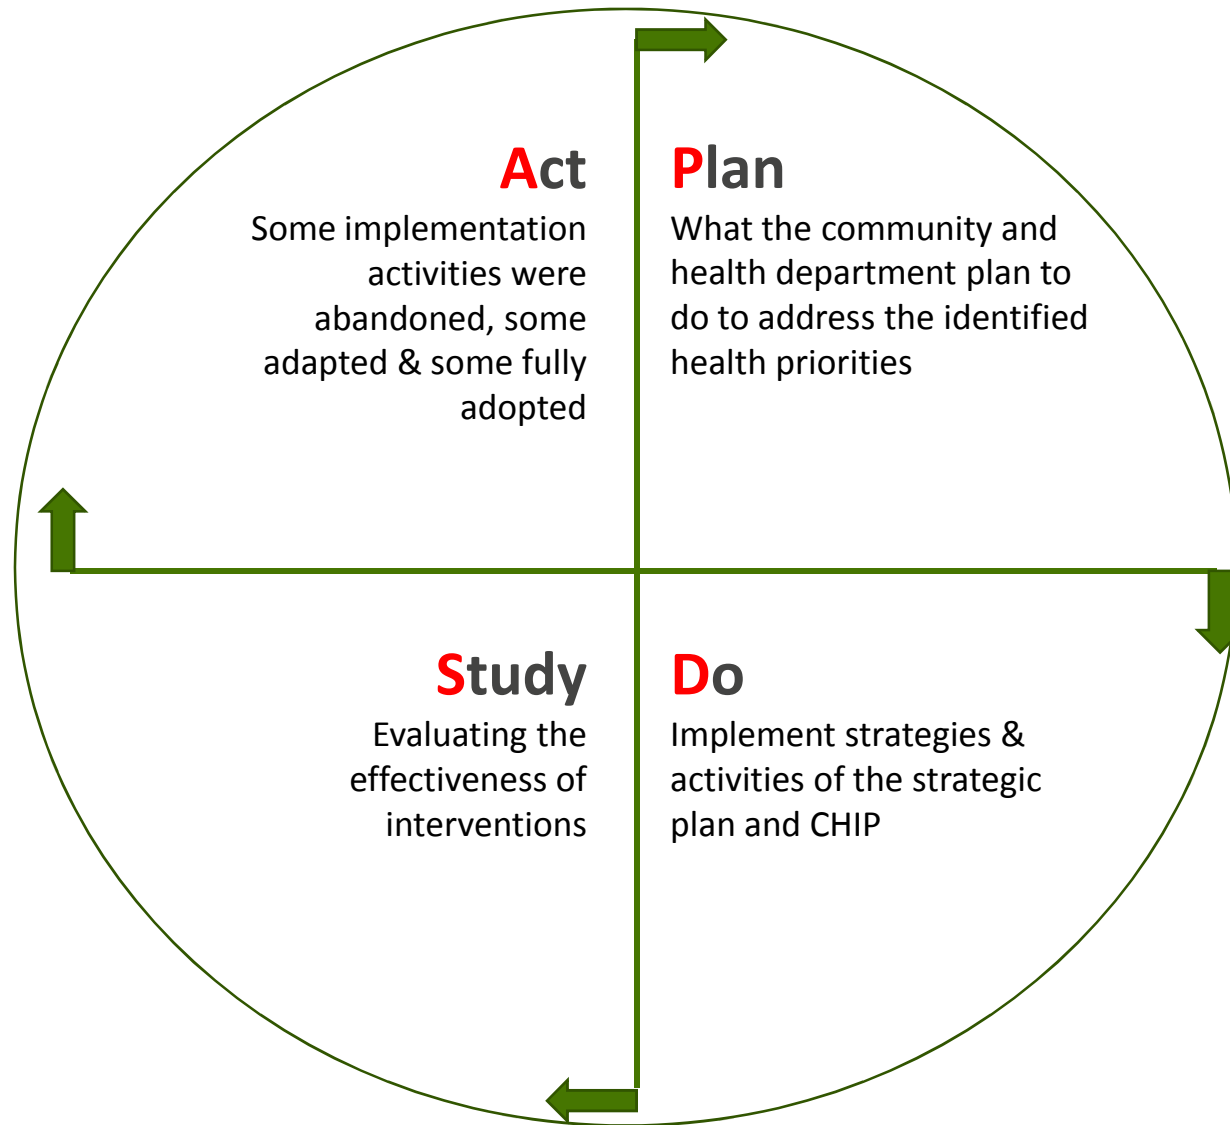 Act
Some implementation
activities were
abandoned, some
adapted & some fully
adopted
Plan
What the community and
health department plan to
do to address the identified
health priorities
Study
Evaluating the
effectiveness of
interventions
Do
Implement strategies &
activities of the strategic
plan and CHIP